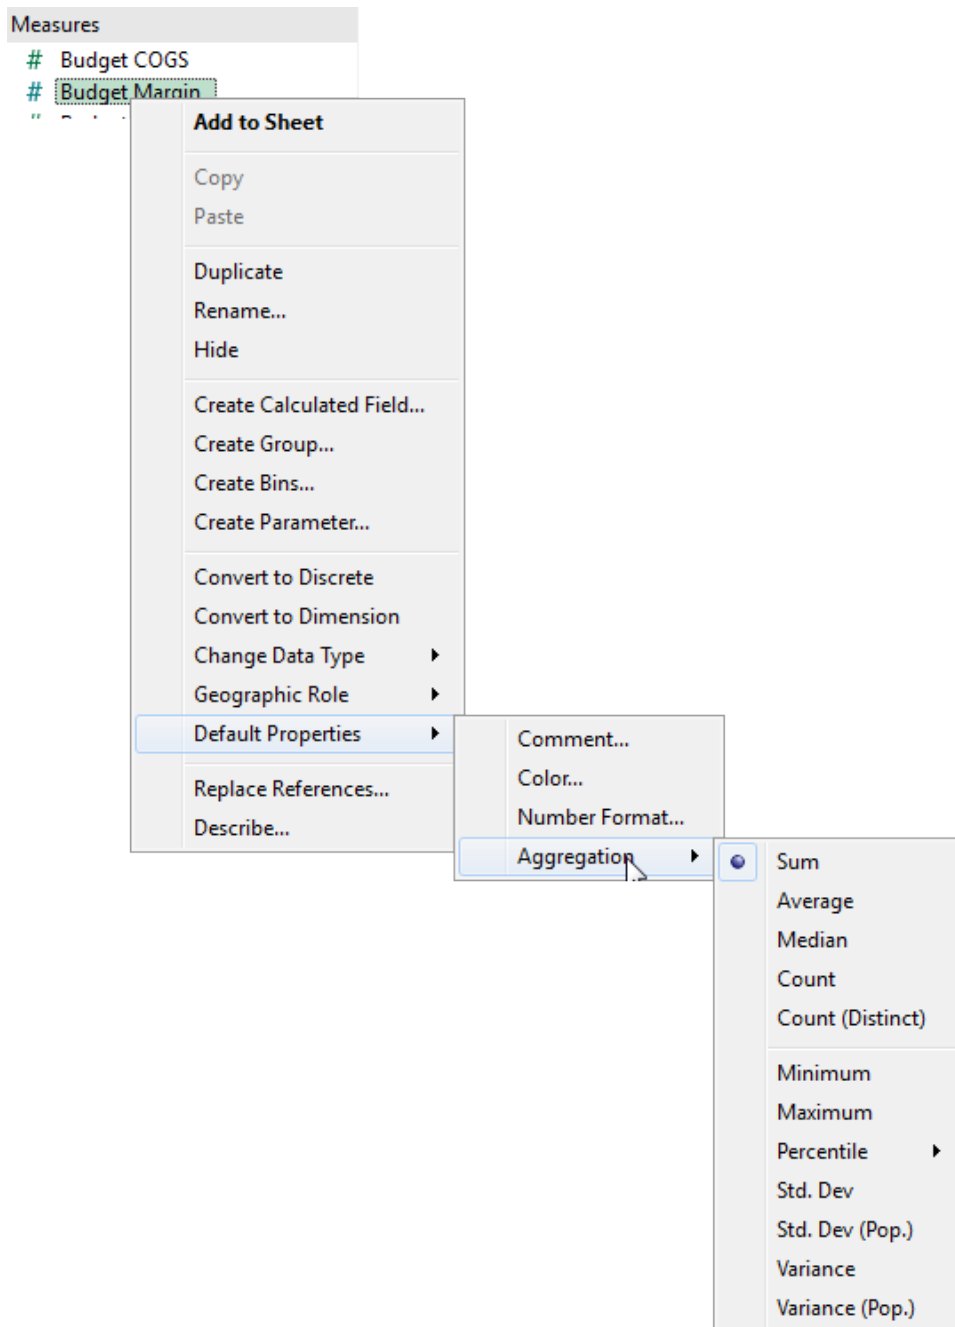 Measures
# Budget COGS
# Budget Margin
Add to Sheet
Copy
Paste
Duplicate
Rename...
Hide
Create Calculated Field...
Create Group...
Create Bins...
Create Parameter...
Convert to Discrete
Convert to Dimension
Change Data Type
Geographic Role
Default Properties
Replace References...
Describe...
Comment...
Color...
Number Format...
Aggregation
Sum
Average
Median
Count
Count (Distinct)
Minimum
Maximum
Percentile
Std. Dev
Std. Dev (Pop.)
Variance
Variance (Pop.)